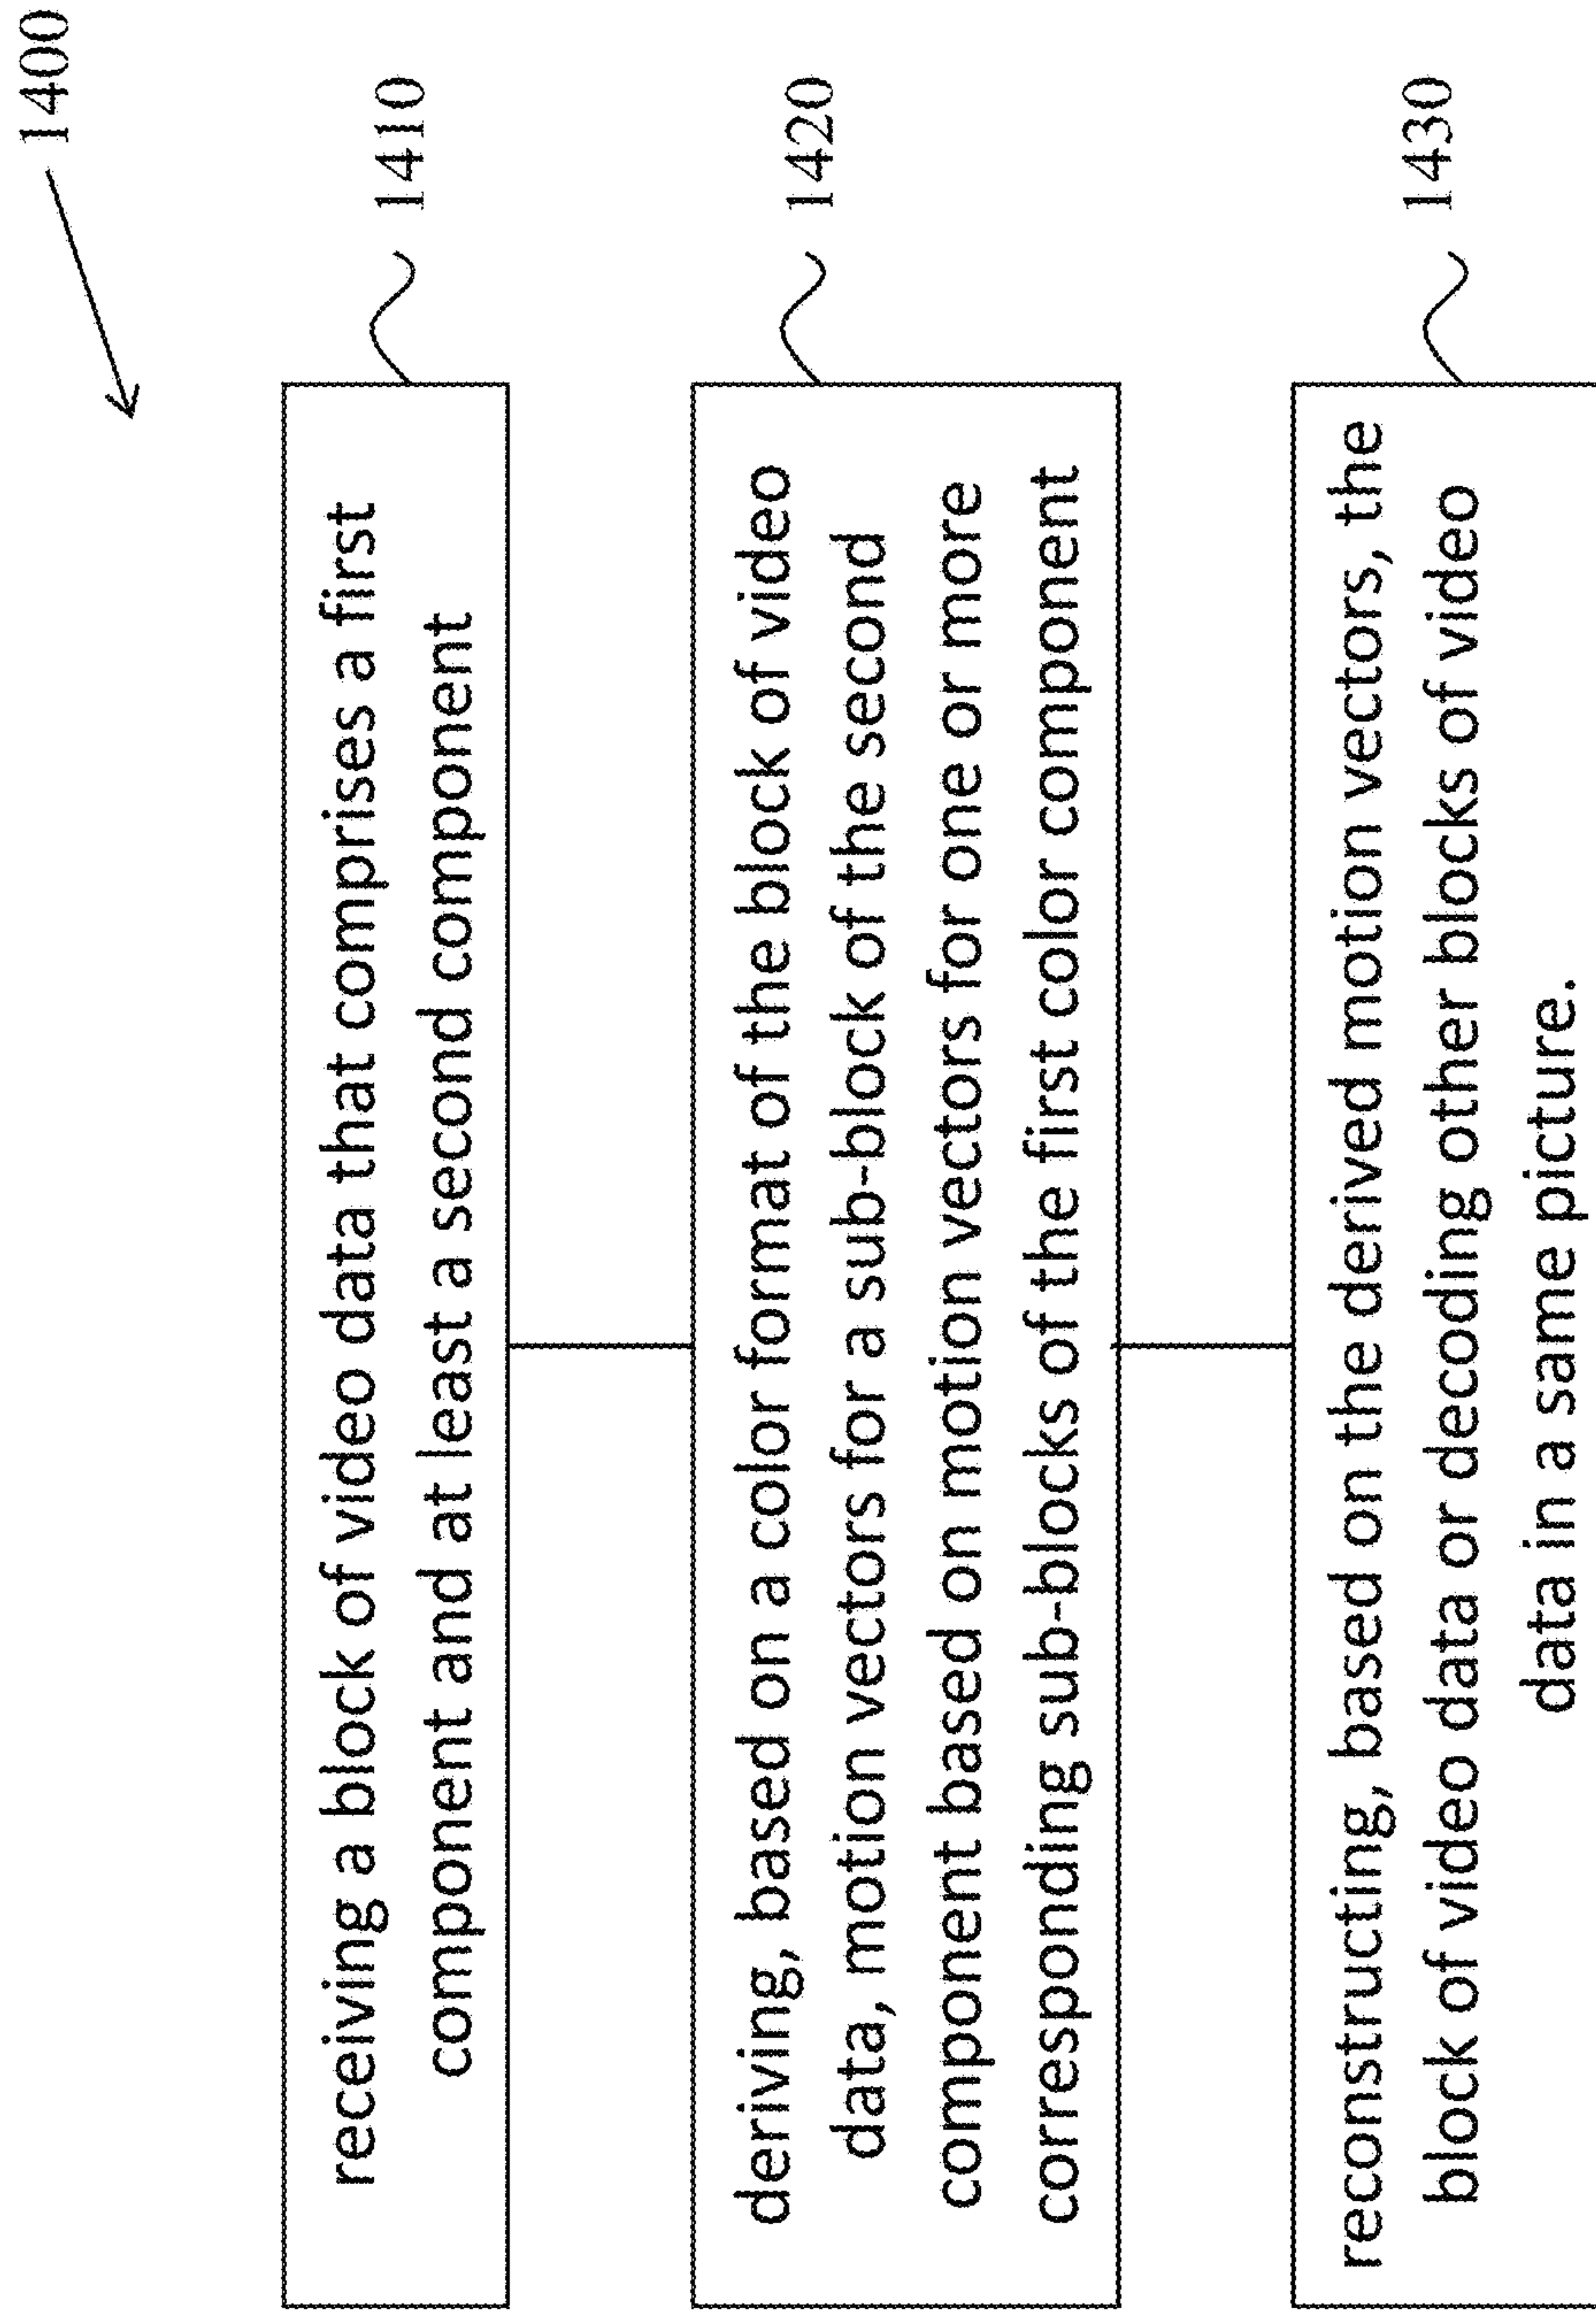 1400
receiving a block of video data that comprises a first
component and at least a second component
1410
deriving, based on a color format of the block of video
data, motion vectors for a sub-block of the second
component based on motion vectors for one or more
corresponding sub-blocks of the first color component
1420
reconstructing, based on the derived motion vectors, the
block of video data or decoding other blocks of video
data in a same picture.
1430